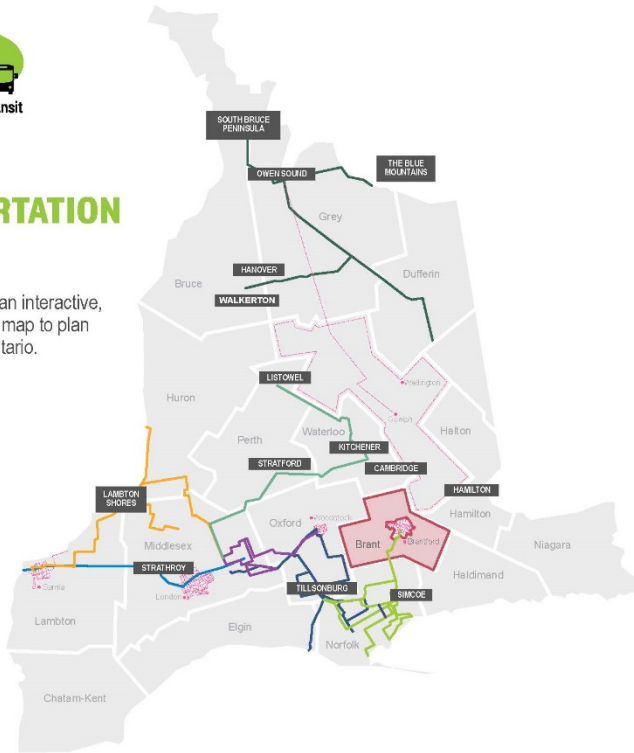 nsit
SOUTH BRUCE
PENINSULA
OWEN SOUND
THE BLUE
MOUNTAINS
RTATION
Grey
HANOVER
Bruce
Dufferin
WALKERTON
an interactive,
map to plan
tario.
LISTOWEL
Wellington
Huron
Guelph
Waterloo
Halton
Perth
KITCHENER
STRATFORD
CAMBRIDGE
LAMBTON
SHORES
HAMILTON
Hamilton
Oxford
Woodstock
Middlesex
Brant
Brantford
Niagara
STRATHROY
Haldimand
Sarnia
London
TILLSONBURG
SIMCOE
Lambton
Elgin
Norfolk
Chatam-Kent